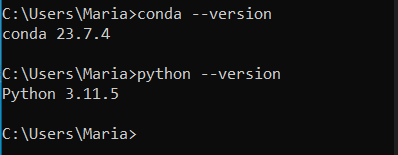 C:\Users\Maria>conda --version
conda 23.7.4
C:\Users\Maria>python --version
Python 3.11.5
C:\Users\Maria>